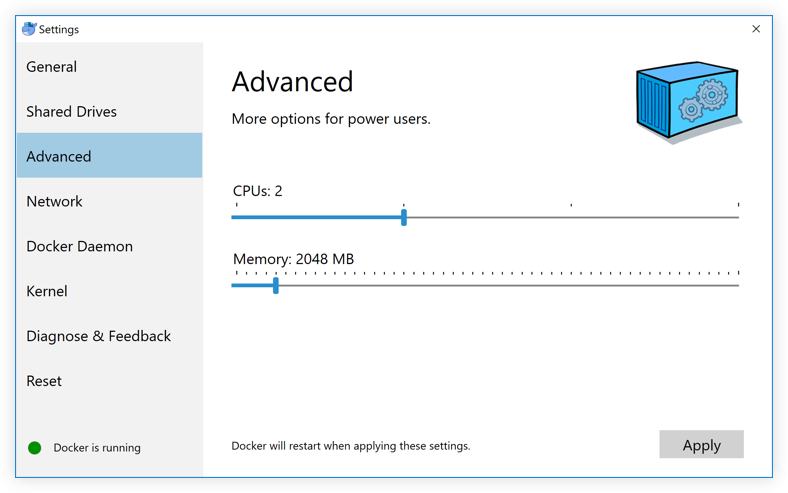 Settings
General
Shared Drives
Advanced
Network
Docker Daemon
Kernel
Diagnose & Feedback
Reset
Docker is running
Advanced
More options for power users.
CPUs: 2
Memory: 2048 MB
Docker will restart when applying these settings.
Apply